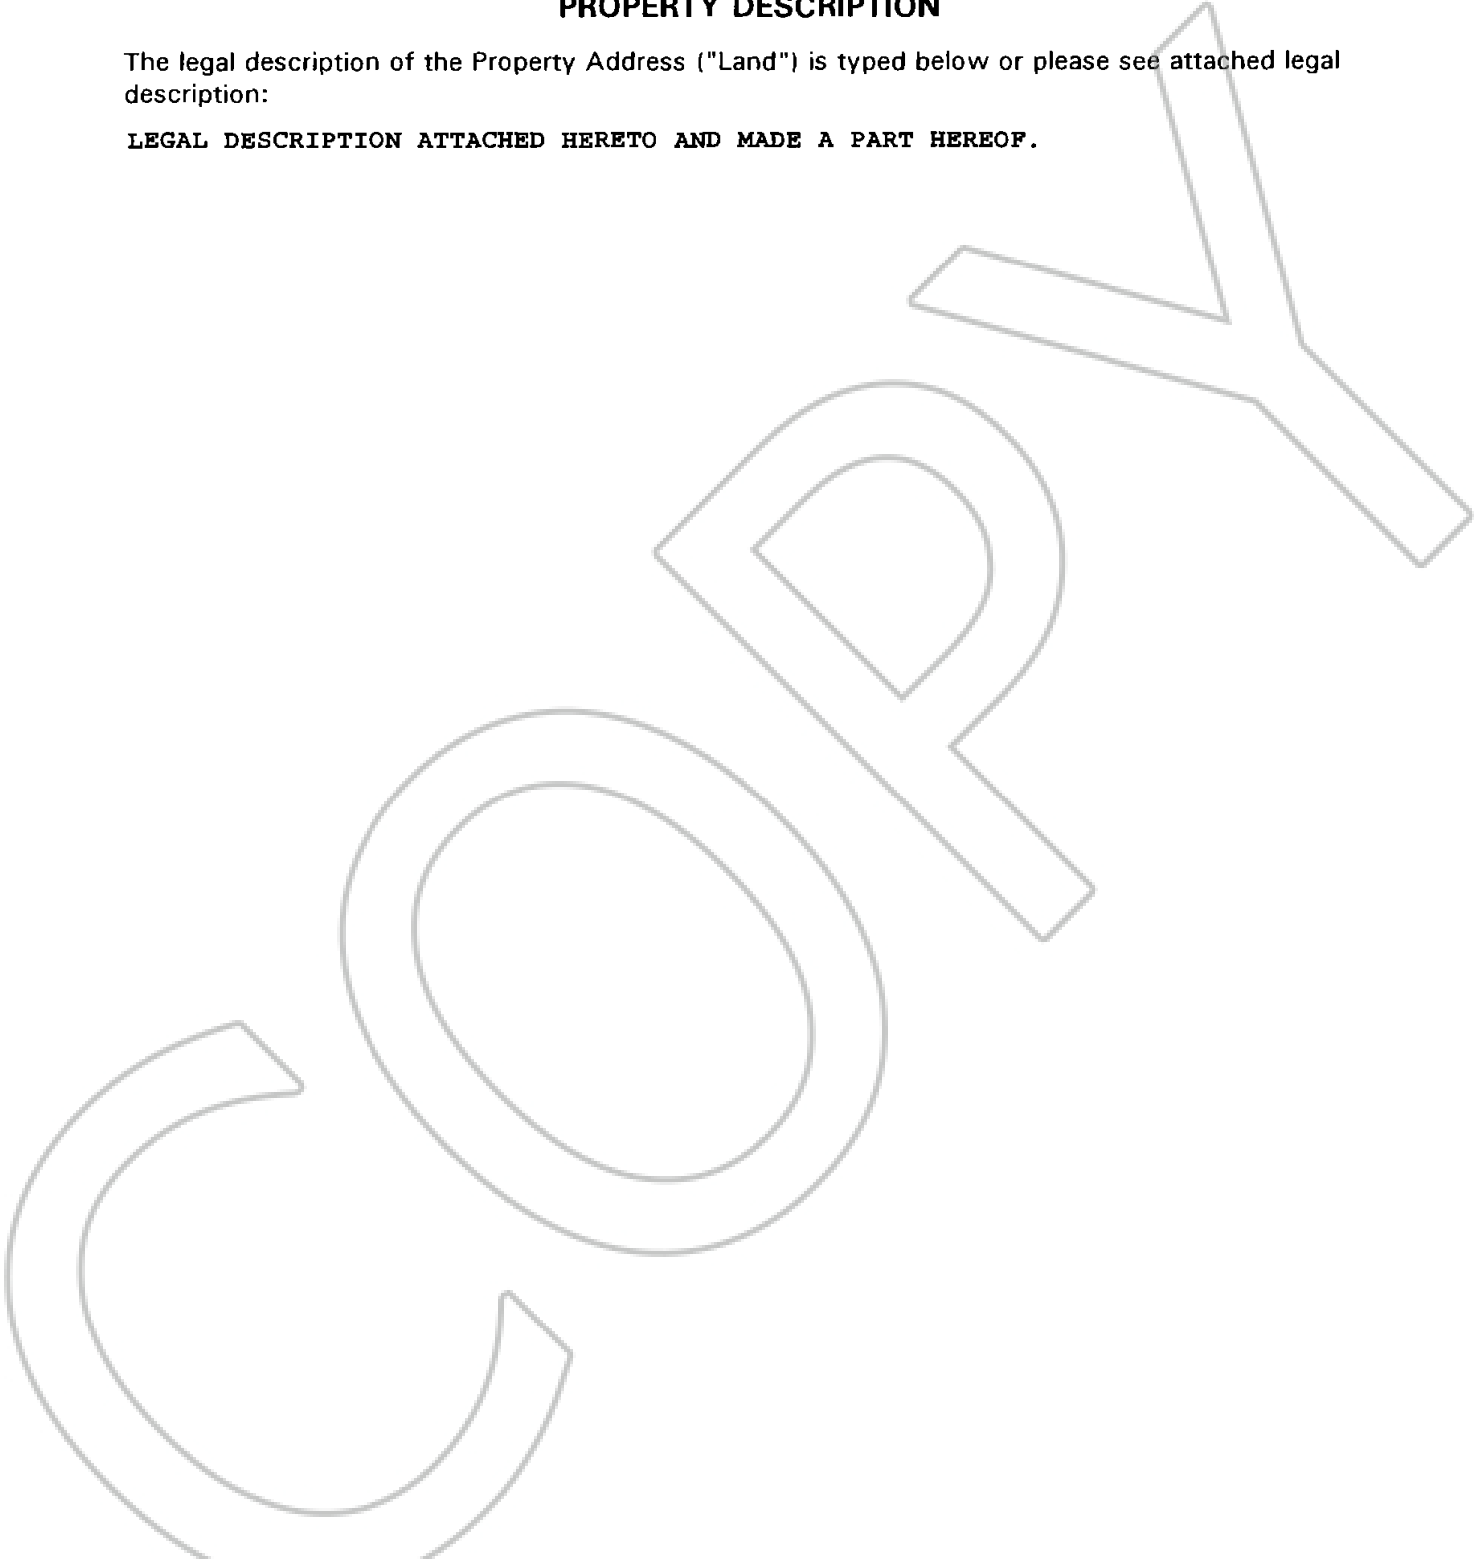 PROPERTY DESCRIPTION
The legal description of the Property Address ("Land") is typed below or please see attached legal
description:
LEGAL DESCRIPTION ATTACHED HERETO AND MADE A PART HEREOF.
COPY